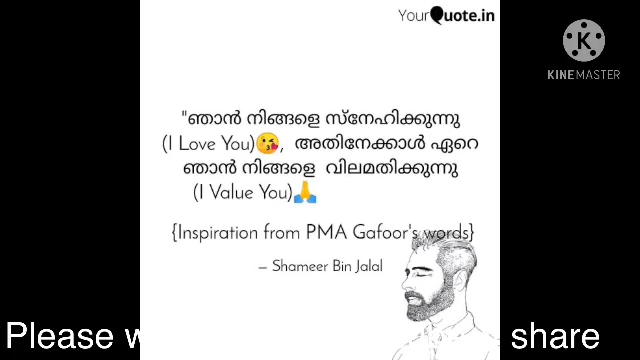 YourQuote.in
KINEMASTER
"ഞാൻ നിങ്ങളെ സ്നേഹിക്കുന്നു
(I Love You)😘, അതിനേക്കാൾ ഏറെ
ഞാൻ നിങ്ങളെ വിലമതിക്കുന്നു
(I Value You)🙏
{Inspiration from PMA Gafoor's words}
– Shameer Bin Jalal
Please share